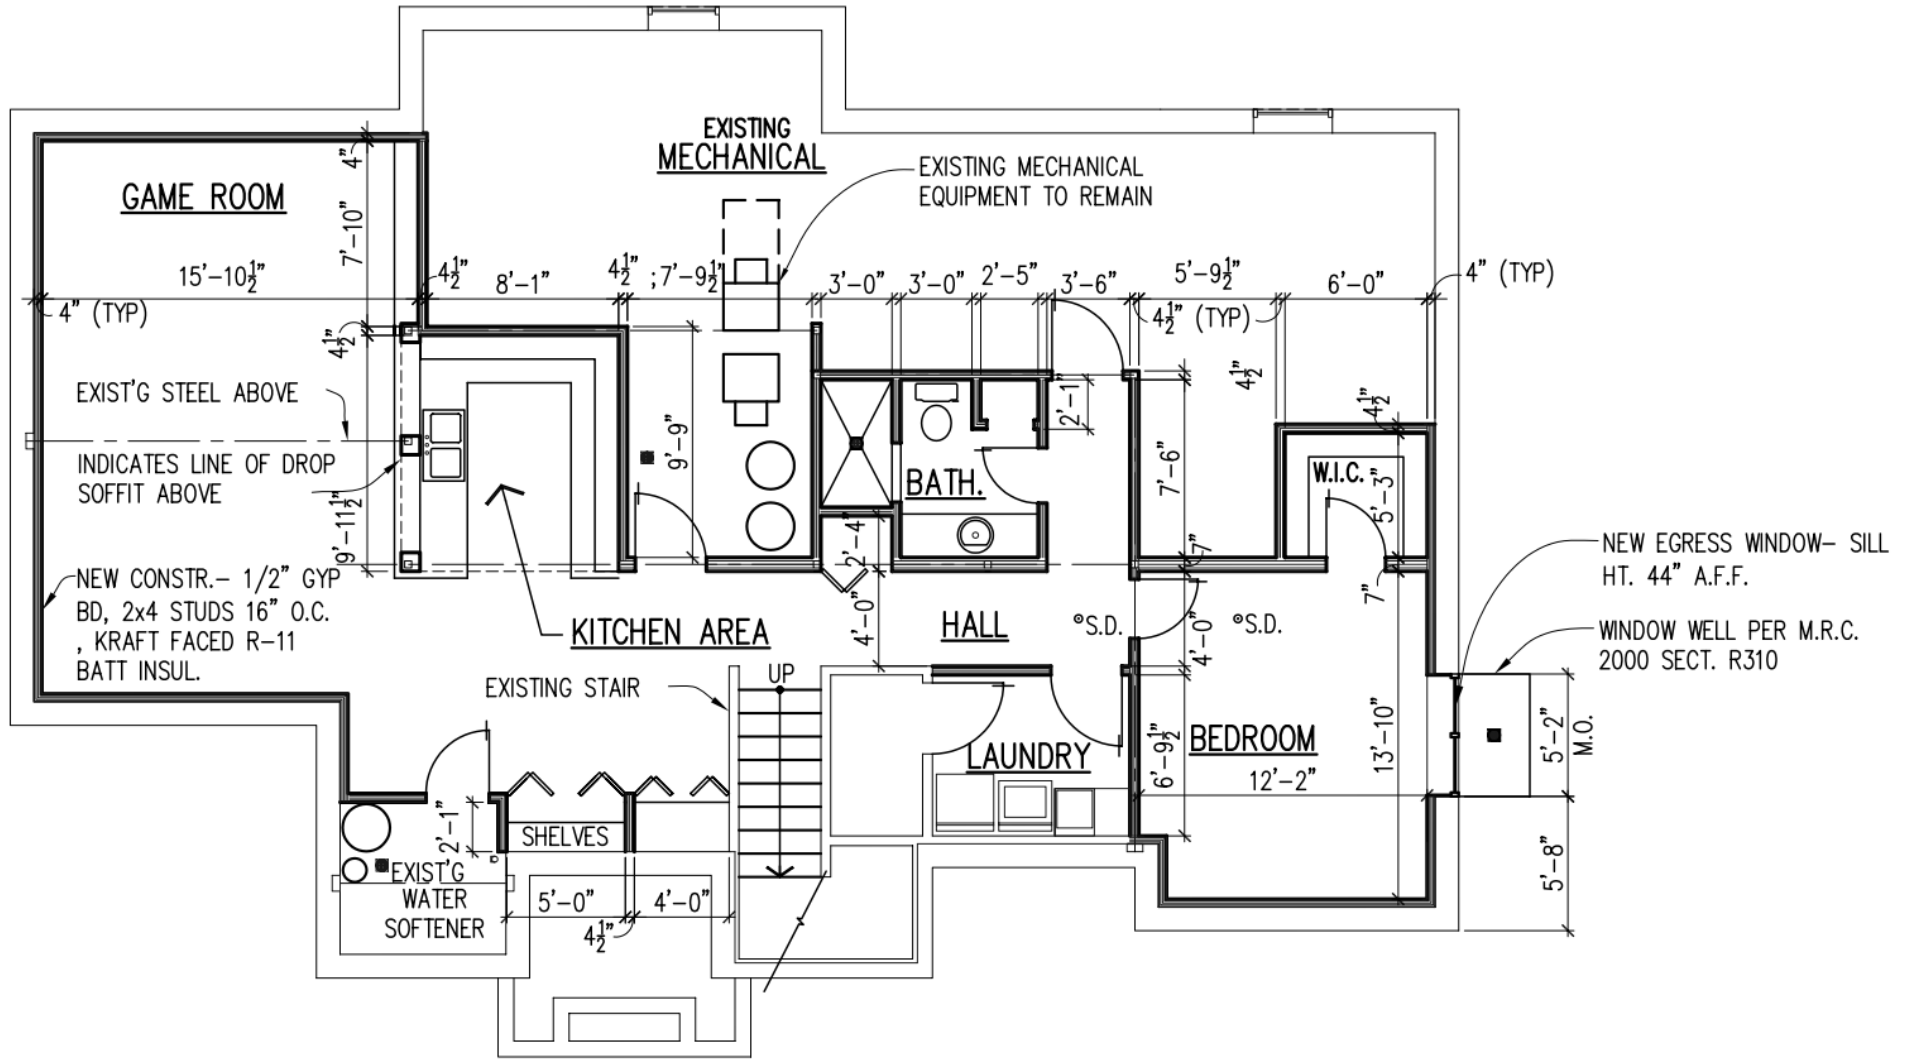 EXISTING
MECHANICAL
EXISTING MECHANICAL
EQUIPMENT TO REMAIN
GAME ROOM
4"
7'-10"
15'-10½"
4½"
8'-1"
4½"
;7'-9½"
3'-0"
3'-0"
2'-5"
3'-6"
5'-9½"
6'-0"
4" (TYP)
4" (TYP)
4½" (TYP)
4½"
4½"
4½"
EXIST'G STEEL ABOVE
2'-1"
INDICATES LINE OF DROP
SOFFIT ABOVE
9'-9"
BATH.
7'-6"
W.I.C.
5'-3"
9'-11½"
2'-4"
7"
7"
NEW EGRESS WINDOW– SILL
HT. 44" A.F.F.
NEW CONSTR.– 1/2" GYP
BD, 2x4 STUDS 16" O.C.
, KRAFT FACED R–11
BATT INSUL.
KITCHEN AREA
4'-0"
HALL
S.D.
S.D.
4'-0"
WINDOW WELL PER M.R.C.
2000 SECT. R310
EXISTING STAIR
UP
LAUNDRY
6'-9½"
BEDROOM
12'-2"
13'-10"
5'-2"
M.O.
2'-1"
SHELVES
EXIST'G
WATER
SOFTENER
5'-0"
4½"
4'-0"
5'-8"